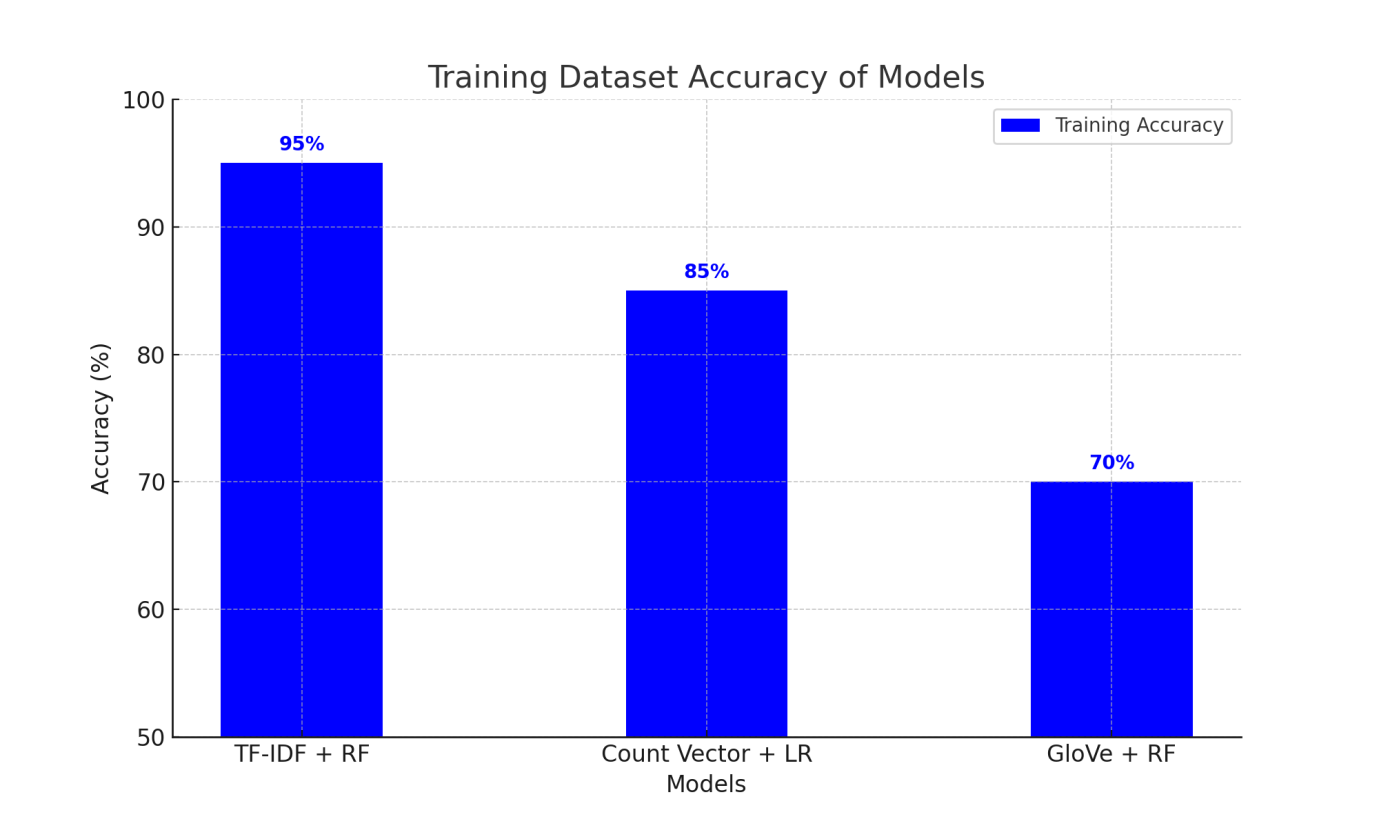 Training Dataset Accuracy of Models
100
90
80
70
60
50
Accuracy (%)
Training Accuracy
95%
85%
70%
TF-IDF + RF
Count Vector + LR
GloVe + RF
Models